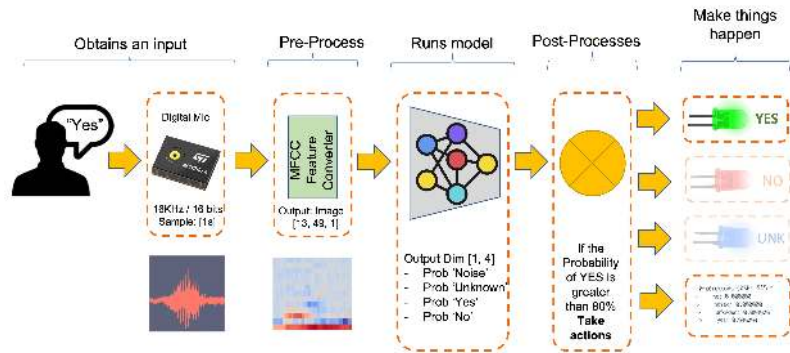 Obtains an input
Pre-Process
Runs model
Post-Processes
Make things
happen
"Yes"
Digital Mic
16KHz / 16 bits
Sample: [1s]
MFCC
Feature
Converter
Output: Image
[13, 49, 1]
Output Dim [1, 4]
- Prob 'Noise'
- Prob 'Unknown'
- Prob 'Yes'
- Prob 'No'
If the
Probability
of YES is
greater
than 80%
Take
actions
YES
NO
UNK